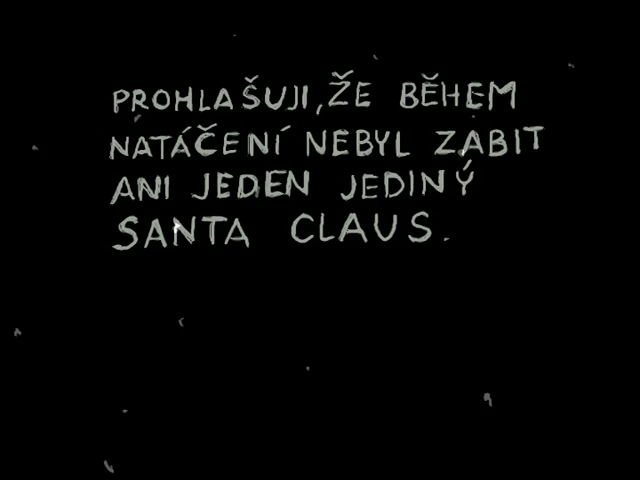 PROHLAŠUJI, ŽE BĚHEM
NATÁČENÍ NEBYL ZABIT
ANI JEDEN JEDINÝ
SANTA CLAUS.